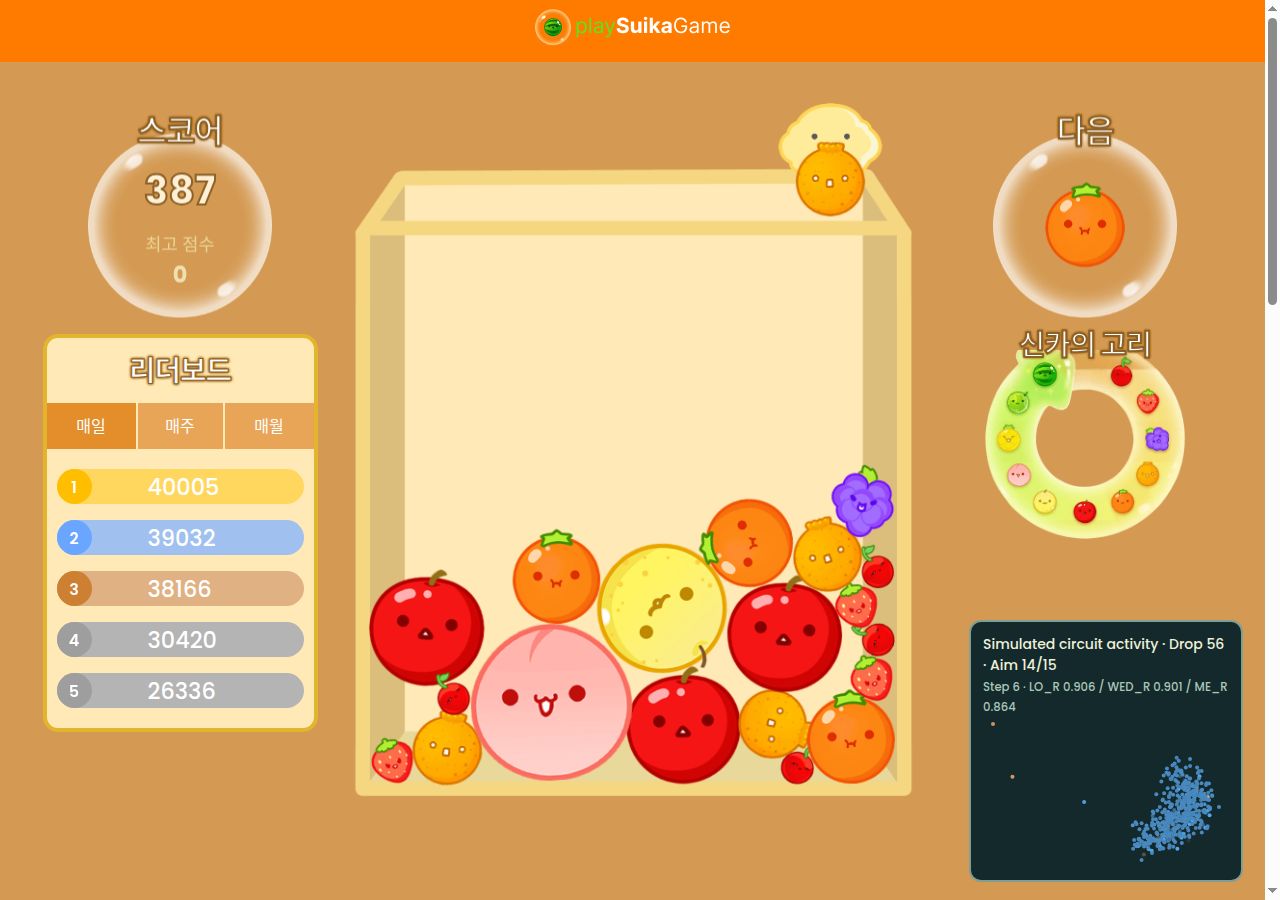 playSuikaGame
스코어
387
최고 점수
0
다음
신카의 고리
리더보드
매일 매주 매월
1 40005
2 39032
3 38166
4 30420
5 26336
Simulated circuit activity · Drop 56
· Aim 14/15
Step 6 · LO_R 0.906 / WED_R 0.901 / ME_R
0.864